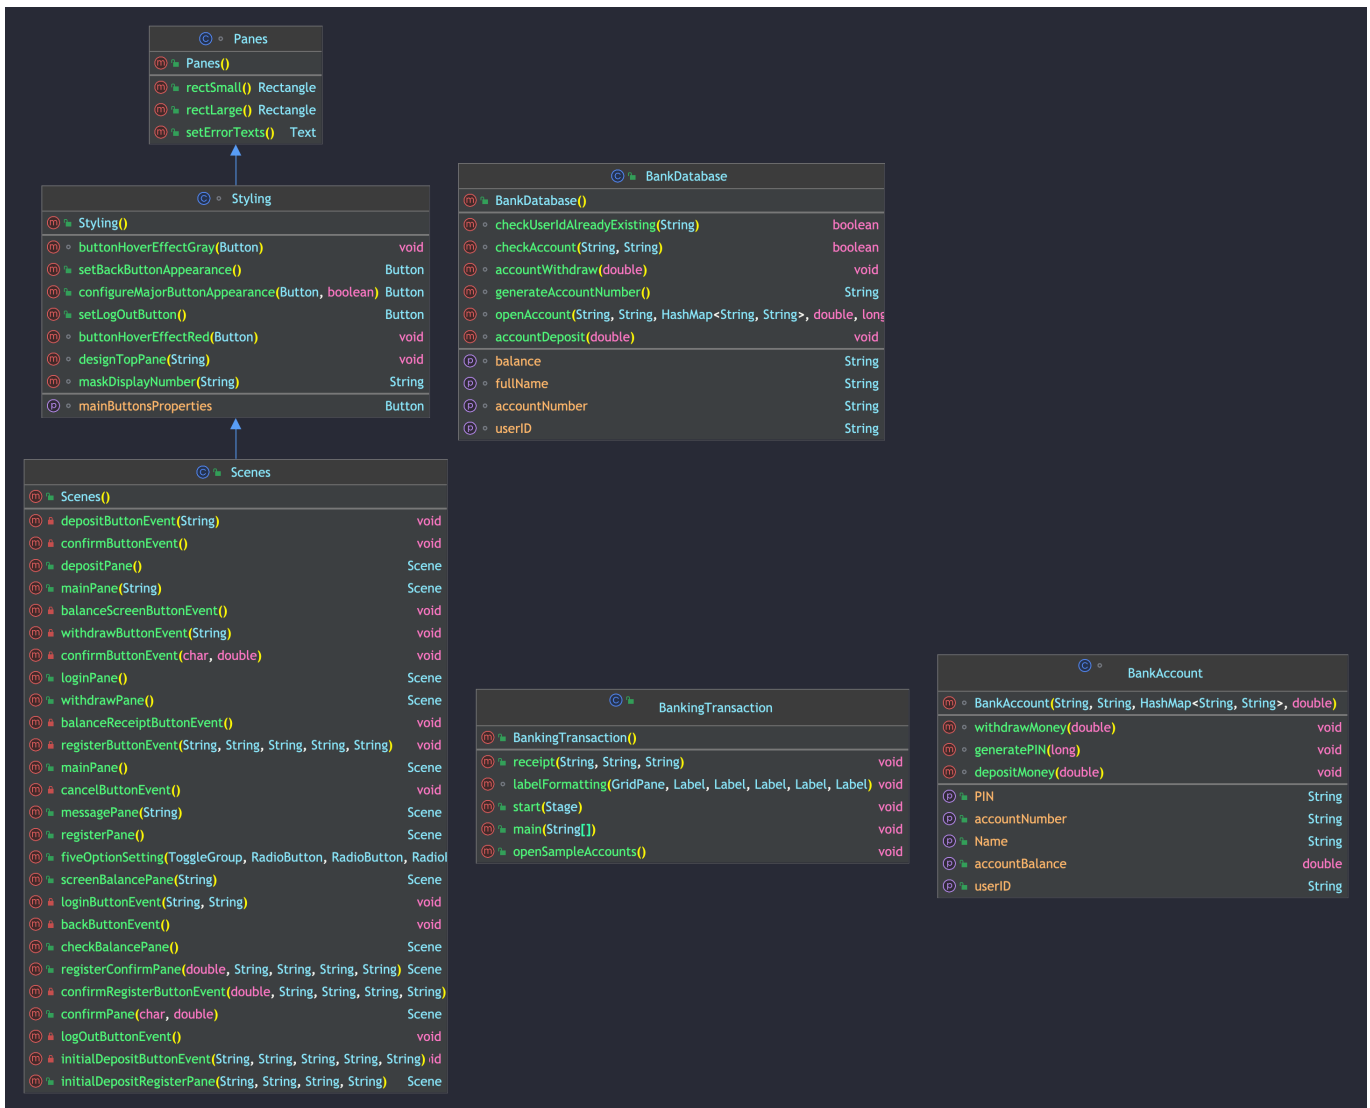 Panes
Panes()
rectSmall() Rectangle
rectLarge() Rectangle
setErrorTexts() Text
Styling
Styling()
buttonHoverEffectGray(Button) void
setBackButtonAppearance() Button
configureMajorButtonAppearance(Button, boolean) Button
setLogOutButton() Button
buttonHoverEffectRed(Button) void
designTopPane(String) void
maskDisplayNumber(String) String
mainButtonsProperties Button
BankDatabase
BankDatabase()
checkUserIdAlreadyExisting(String) boolean
checkAccount(String, String) boolean
accountWithdraw(double) void
generateAccountNumber() String
openAccount(String, String, HashMap<String, String>, double, long
accountDeposit(double) void
balance String
fullName String
accountNumber String
userID String
Scenes
Scenes()
depositButtonEvent(String) void
confirmButtonEvent() void
depositPane() Scene
mainPane(String) Scene
balanceScreenButtonEvent() void
withdrawButtonEvent(String) void
confirmButtonEvent(char, double) void
loginPane() Scene
withdrawPane() Scene
balanceReceiptButtonEvent() void
registerButtonEvent(String, String, String, String, String) void
mainPane() Scene
cancelButtonEvent() void
messagePane(String) Scene
registerPane() Scene
fiveOptionSetting(ToggleGroup, RadioButton, RadioButton, Radio
screenBalancePane(String) Scene
loginButtonEvent(String, String) void
backButtonEvent() void
checkBalancePane() Scene
registerConfirmPane(double, String, String, String, String) Scene
confirmRegisterButtonEvent(double, String, String, String, String)
confirmPane(char, double) Scene
logOutButtonEvent() void
initialDepositButtonEvent(String, String, String, String, String) id
initialDepositRegisterPane(String, String, String, String) Scene
BankingTransaction
BankingTransaction()
receipt(String, String, String) void
labelFormatting(GridPane, Label, Label, Label, Label, Label) void
start(Stage) void
main(String[]) void
openSampleAccounts() void
BankAccount
BankAccount(String, String, HashMap<String, String>, double)
withdrawMoney(double) void
generatePIN(long) void
depositMoney(double) void
PIN String
accountNumber String
Name String
accountBalance double
userID String